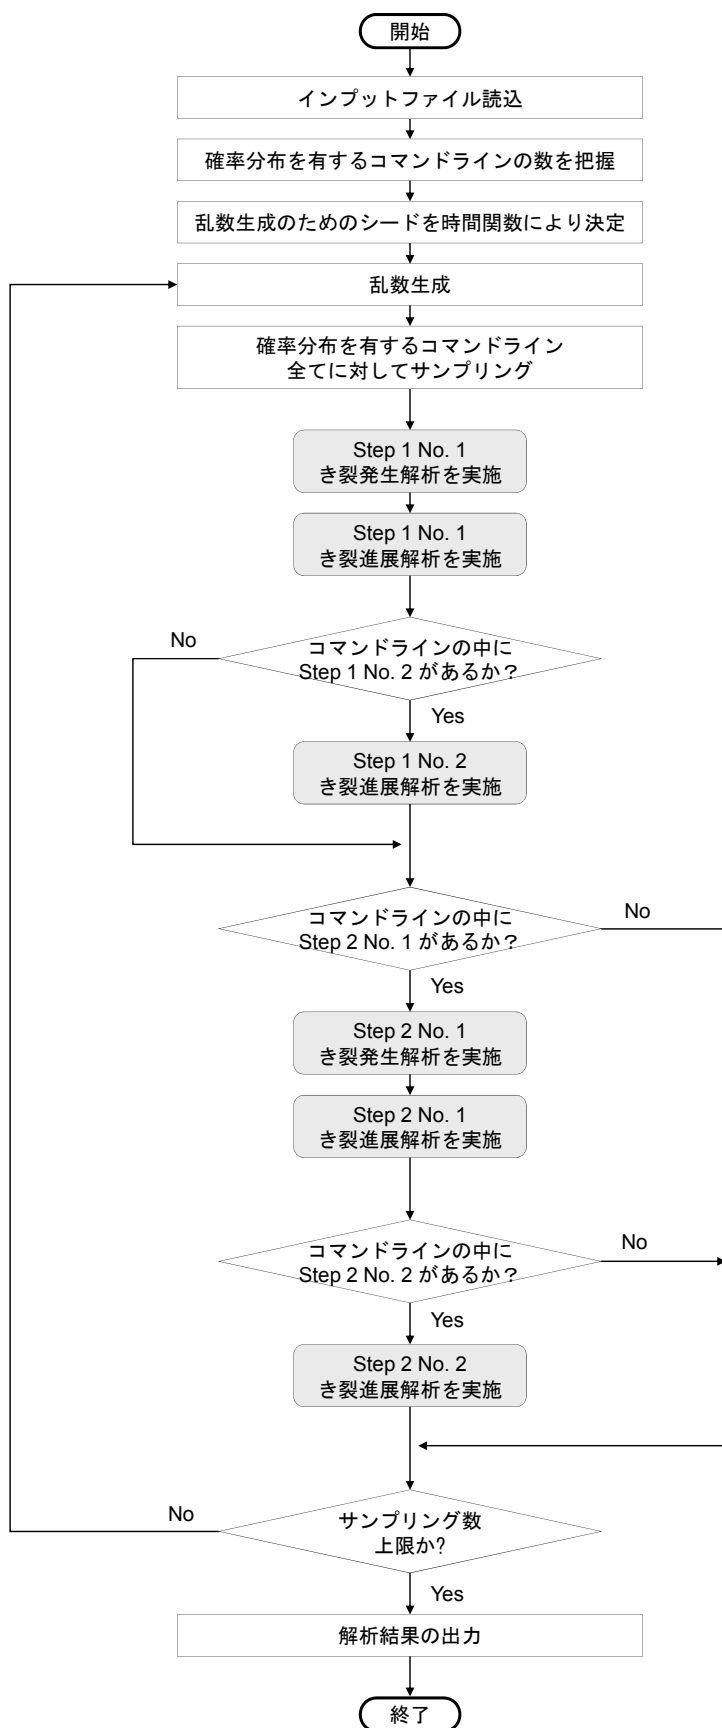 開始
インプットファイル読込
確率分布を有するコマンドラインの数を把握
乱数生成のためのシードを時間関数により決定
乱数生成
確率分布を有するコマンドライン
全てに対してサンプリング
Step 1 No. 1
き裂発生解析を実施
Step 1 No. 1
き裂進展解析を実施
No
コマンドラインの中に
Step 1 No. 2 があるか？
Yes
Step 1 No. 2
き裂進展解析を実施
コマンドラインの中に
Step 2 No. 1 があるか？
No
Yes
Step 2 No. 1
き裂発生解析を実施
Step 2 No. 1
き裂進展解析を実施
コマンドラインの中に
Step 2 No. 2 があるか？
No
Yes
Step 2 No. 2
き裂進展解析を実施
No
サンプリング数
上限か?
Yes
解析結果の出力
終了